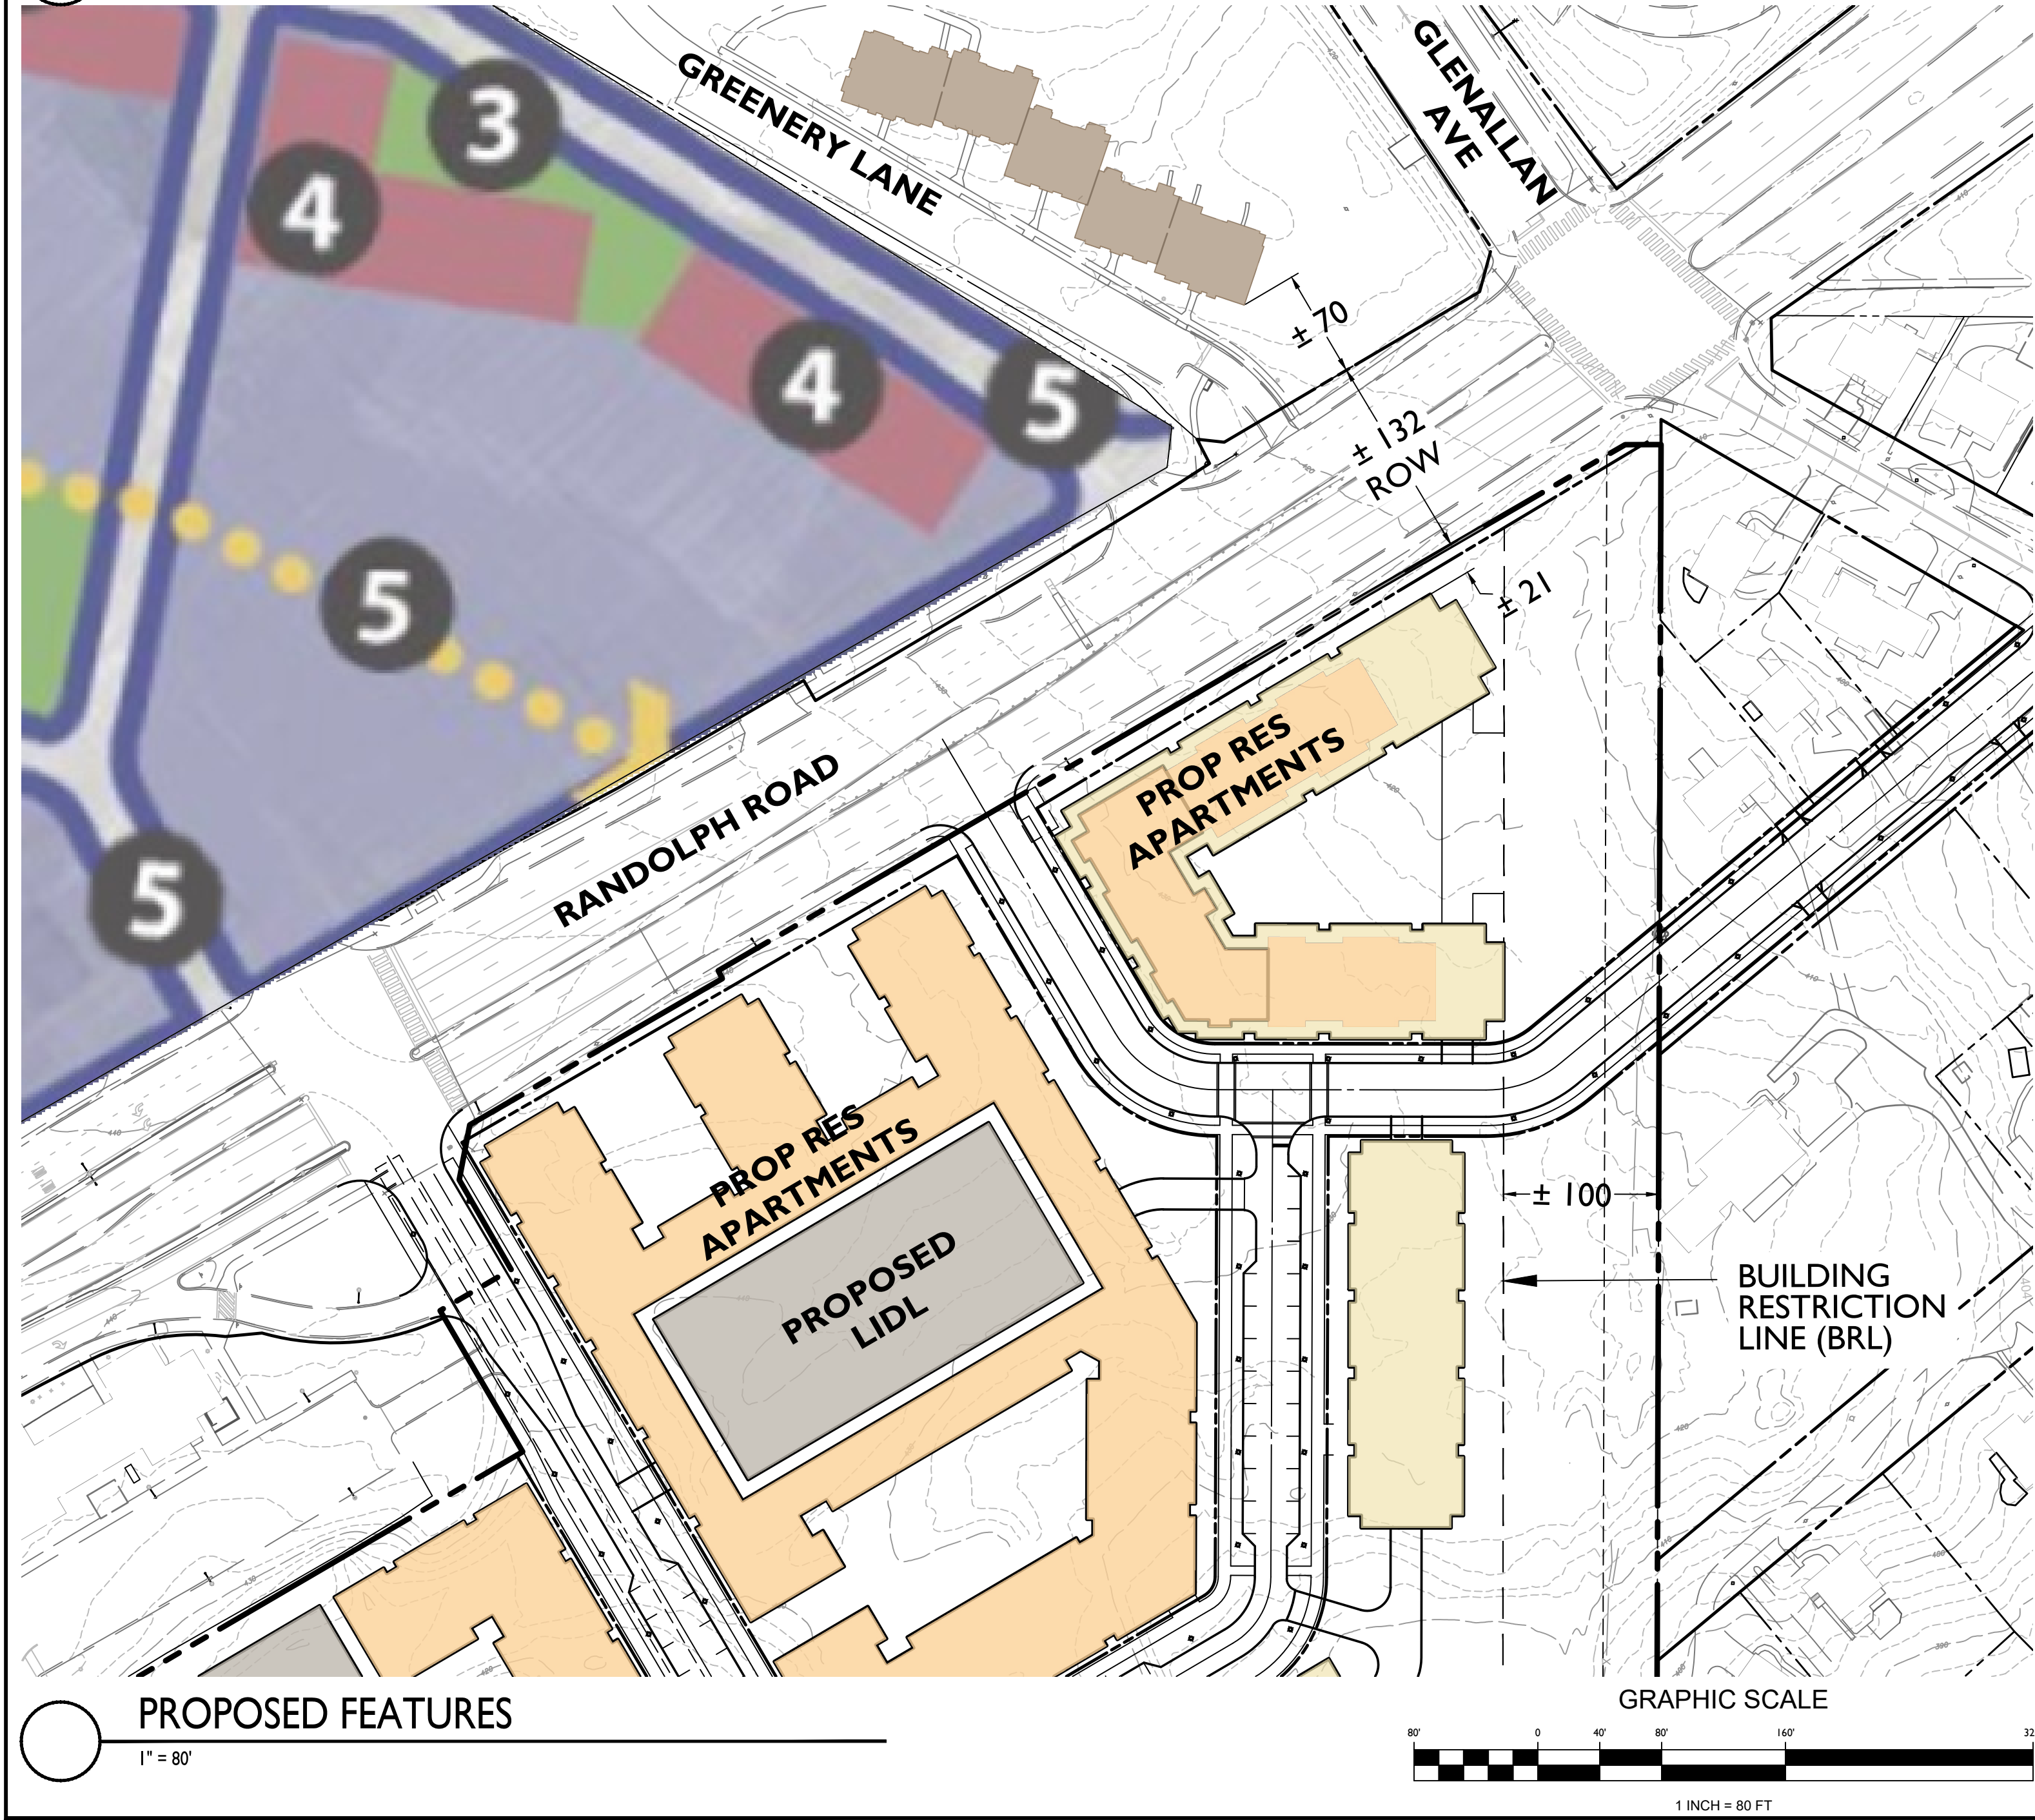 3
4
4
5
5
5
GREENERY LANE
GLENALLAN
AVE
± 70
± 132
ROW
± 21
RANDOLPH ROAD
PROP RES
APARTMENTS
PROP RES
APARTMENTS
PROPOSED
LIDL
± 100
BUILDING
RESTRICTION
LINE (BRL)
PROPOSED FEATURES
1" = 80'
GRAPHIC SCALE
80'
0
40'
80'
160'
32
1 INCH = 80 FT